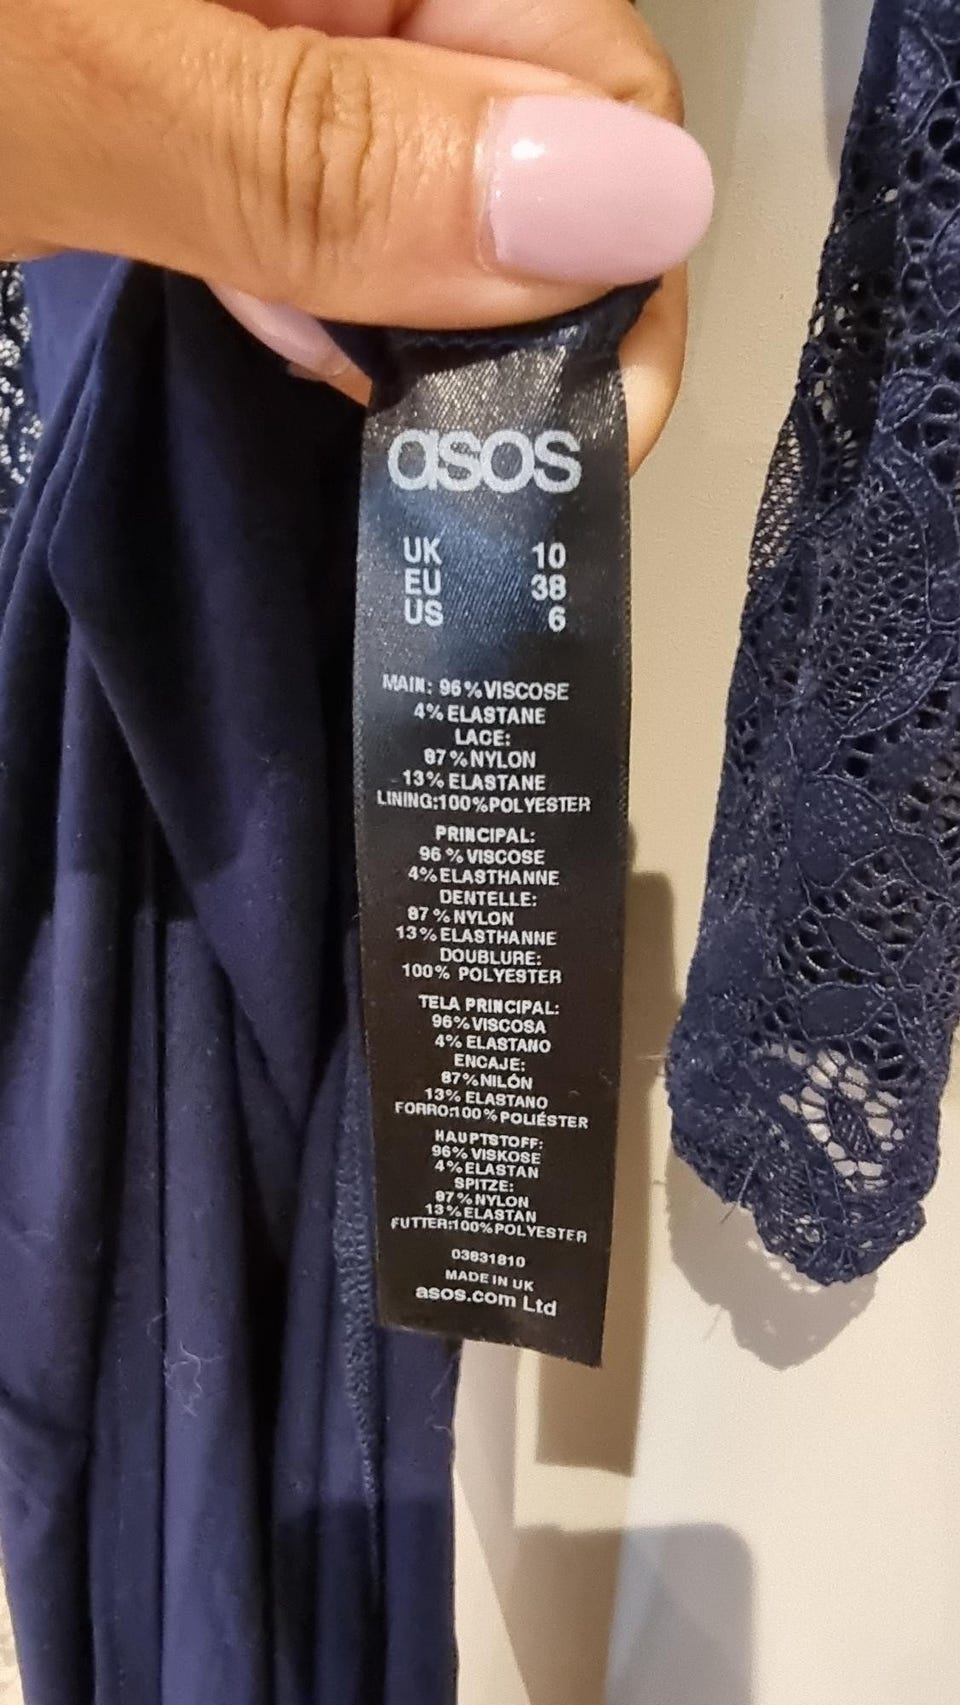 asos
UK 10
EU 38
US 6
MAIN: 96%VISCOSE
4% ELASTANE
LACE:
87%NYLON
13% ELASTANE
LINING:100%POLYESTER
PRINCIPAL:
96 % VISCOSE
4% ELASTHANNE
DENTELLE:
87 % NYLON
13% ELASTHANNE
DOUBLURE:
100% POLYESTER
TELA PRINCIPAL:
96% VISCOSA
4% ELASTANO
ENCAJE:
87%NILÓN
13% ELASTANO
FORRO:100%POLIÉSTER
HAUPTSTOFF:
96% VISKOSE
4% ELASTAN
SPITZE:
87%NYLON
13%ELASTAN
FUTTER:100%POLYESTER
03831810
MADE IN UK
asos.com Ltd